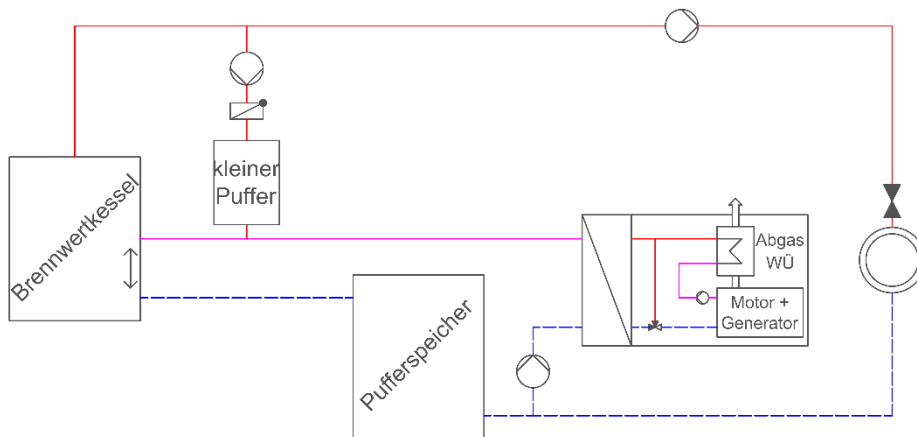 kleiner
Puffer
Brennwertkessel
Abgas
WÜ
Motor +
Generator
Pufferspeicher